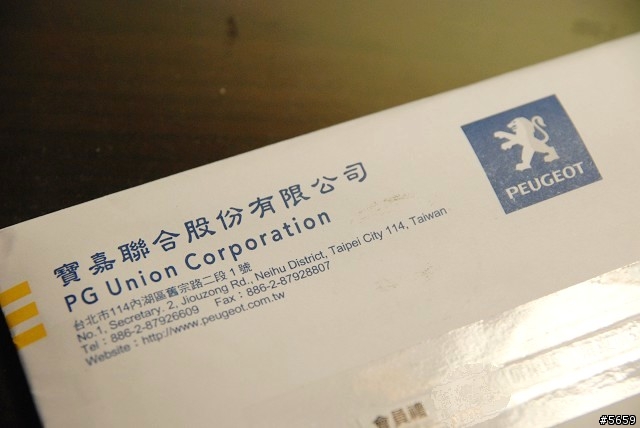 PEUGEOT
寶嘉聯合股份有限公司
PG Union Corporation
台北市114內湖區舊宗路二段1號
No.1, Secretary. 2, Jiouzong Rd., Neihu District, Taipei City 114, Taiwan
Tel : 886-2-87926609 Fax : 886-2-87928807
Website : http://www.peugeot.com.tw
會員
#5659